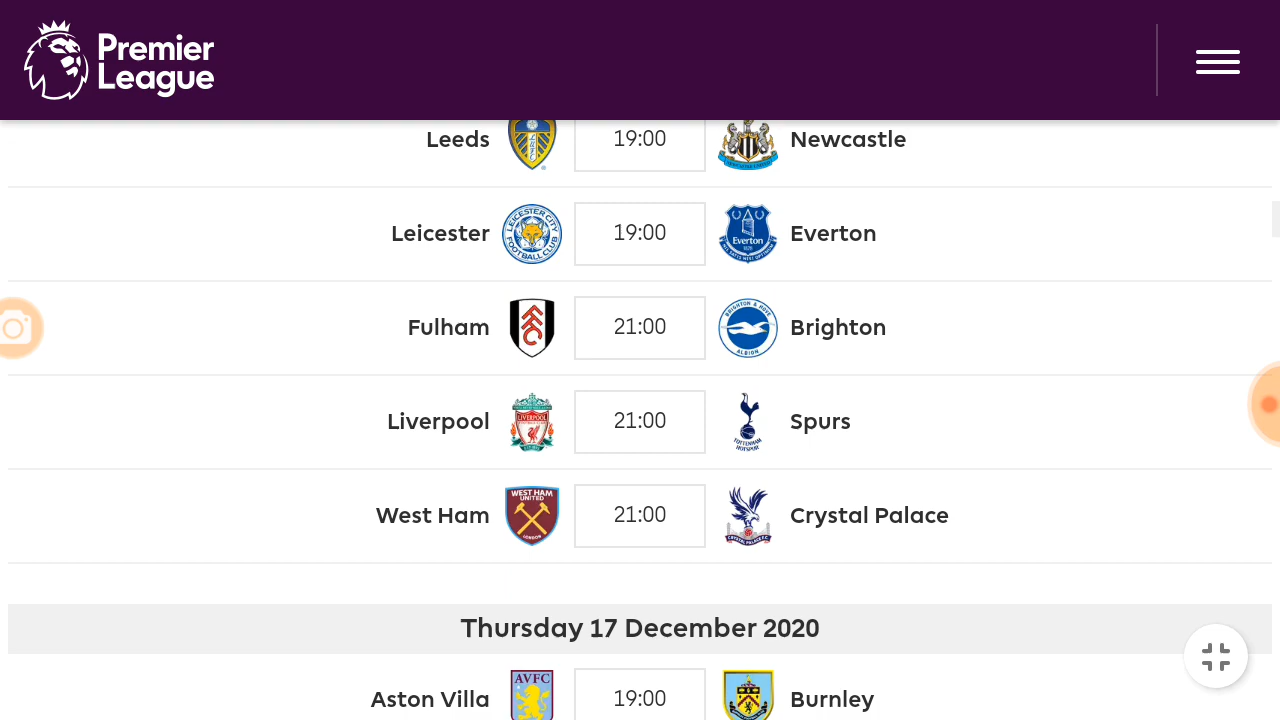 Premier
League
Leeds 19:00 Newcastle
Leicester 19:00 Everton
Fulham 21:00 Brighton
Liverpool 21:00 Spurs
West Ham 21:00 Crystal Palace
Thursday 17 December 2020
Aston Villa 19:00 Burnley